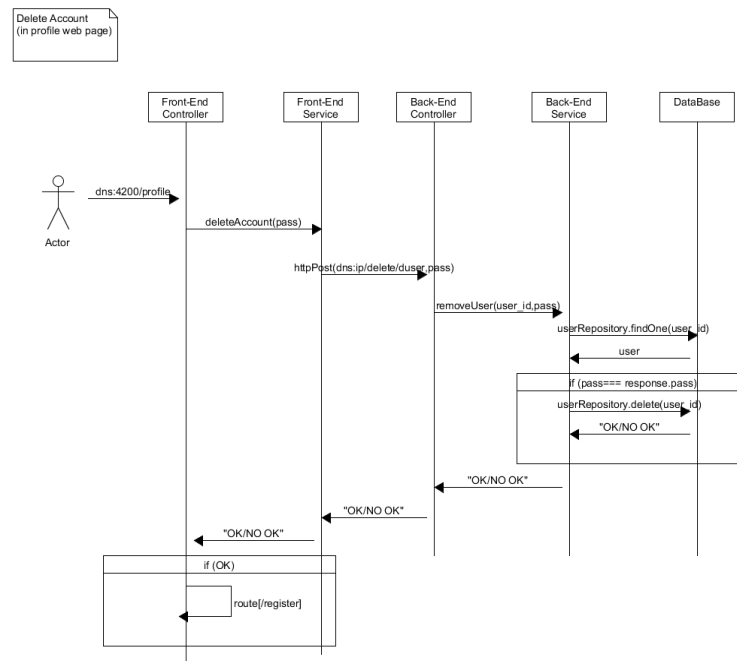 Delete Account
(in profile web page)
Front-End
Controller
Front-End
Service
Back-End
Controller
Back-End
Service
DataBase
dns:4200/profile
Actor
deleteAccount(pass)
httpPost(dns:ip/delete/duser,pass)
removeUser(user_id,pass)
userRepository.findOne(user_id)
user
if (pass=== response.pass)
userRepository.delete(user_id)
"OK/NO OK"
"OK/NO OK"
"OK/NO OK"
"OK/NO OK"
if (OK)
route[/register]